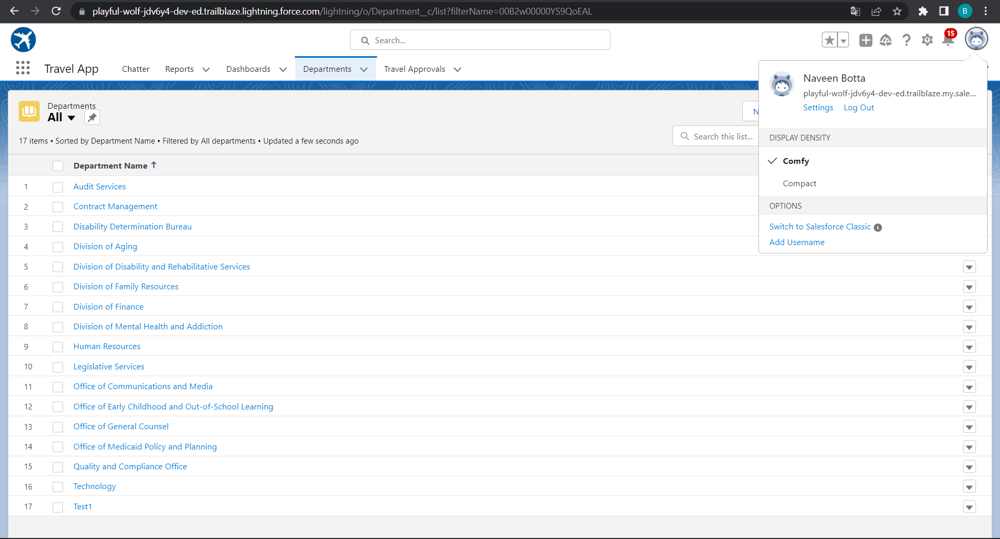 playful-wolf-jdv6y4-dev-ed.trailblaze.lightning.force.com/lightning/o/Department__c/list?filterName=00B2w00000YS9QoEAL
B
Search...
15
Travel App
Chatter
Reports
Dashboards
Departments
Travel Approvals
Naveen Botta
playful-wolf-jdv6y4-dev-ed.trailblaze.my.sale...
Settings
Log Out
Departments
All
N
17 items • Sorted by Department Name • Filtered by All departments • Updated a few seconds ago
Search this list...
DISPLAY DENSITY
Comfy
Compact
OPTIONS
Switch to Salesforce Classic
Add Username
Department Name
1 Audit Services
2 Contract Management
3 Disability Determination Bureau
4 Division of Aging
5 Division of Disability and Rehabilitative Services
6 Division of Family Resources
7 Division of Finance
8 Division of Mental Health and Addiction
9 Human Resources
10 Legislative Services
11 Office of Communications and Media
12 Office of Early Childhood and Out-of-School Learning
13 Office of General Counsel
14 Office of Medicaid Policy and Planning
15 Quality and Compliance Office
16 Technology
17 Test1